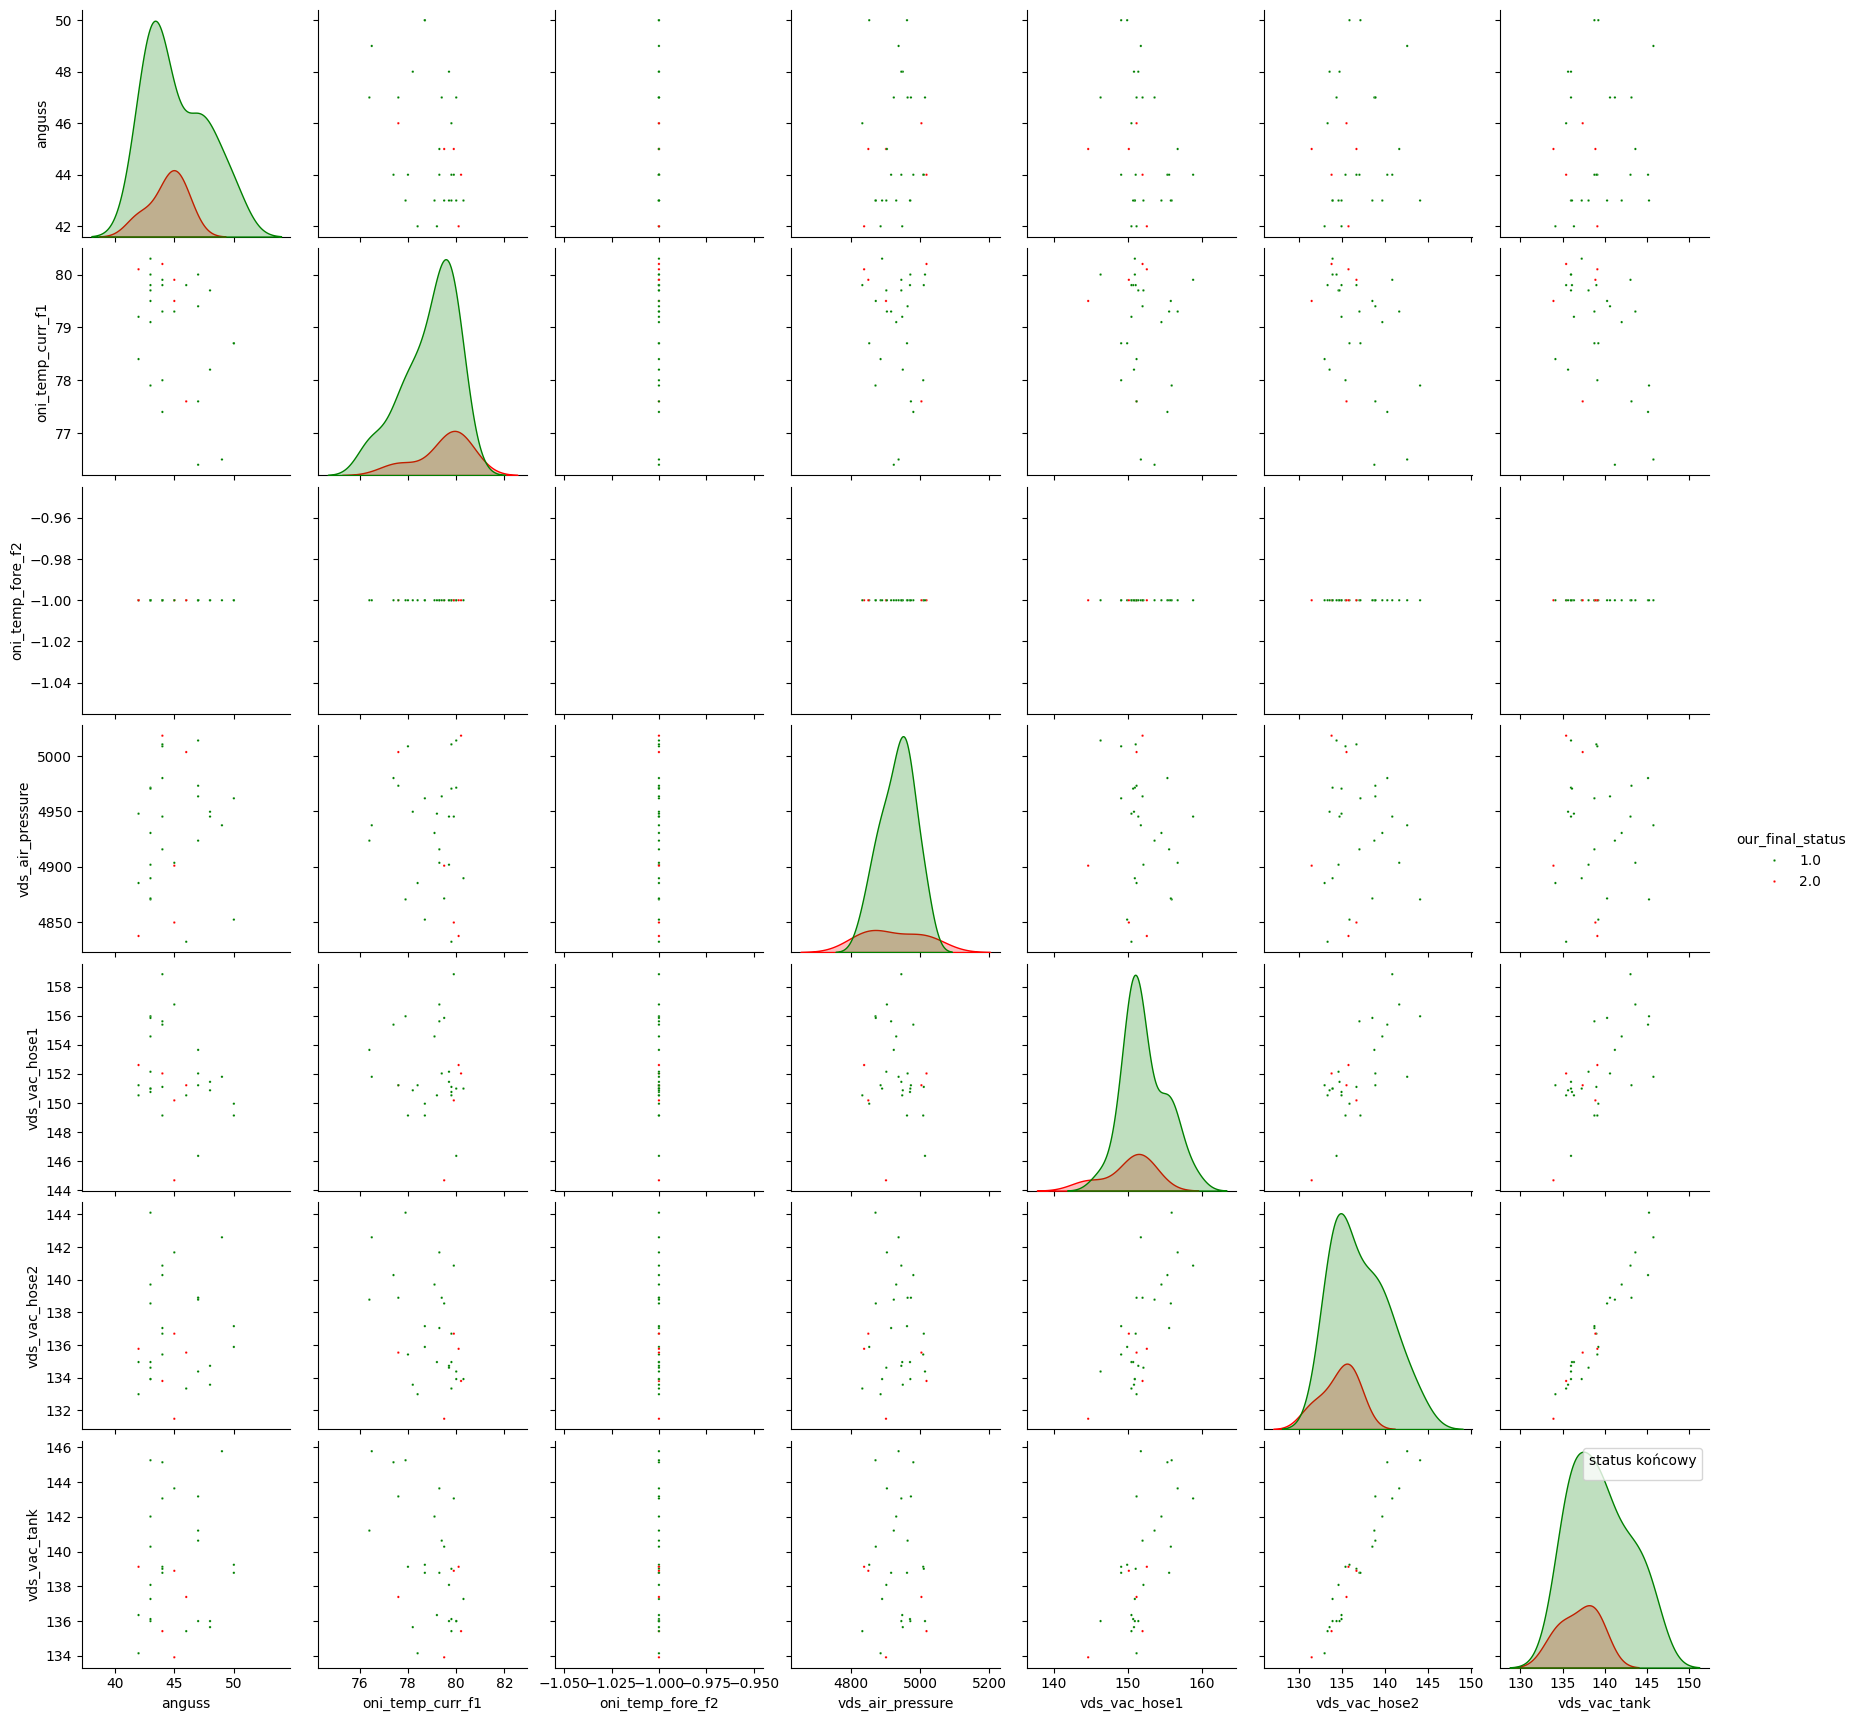 50
48
46
44
42
anguss
80
79
78
77
oni_temp_curr_f1
−0.96
−0.98
−1.00
−1.02
−1.04
oni_temp_fore_f2
5000
4950
4900
4850
vds_air_pressure
our_final_status
1.0
2.0
158
156
154
152
150
148
146
144
vds_vac_hose1
144
142
140
138
136
134
132
vds_vac_hose2
146
144
142
140
138
136
134
vds_vac_tank
status końcowy
40 45 50
76 78 80 82
−1.050 −1.025 −1.000 −0.975 −0.950
4800 5000 5200
140 150 160
130 135 140 145 150
130 135 140 145 150
anguss
oni_temp_curr_f1
oni_temp_fore_f2
vds_air_pressure
vds_vac_hose1
vds_vac_hose2
vds_vac_tank